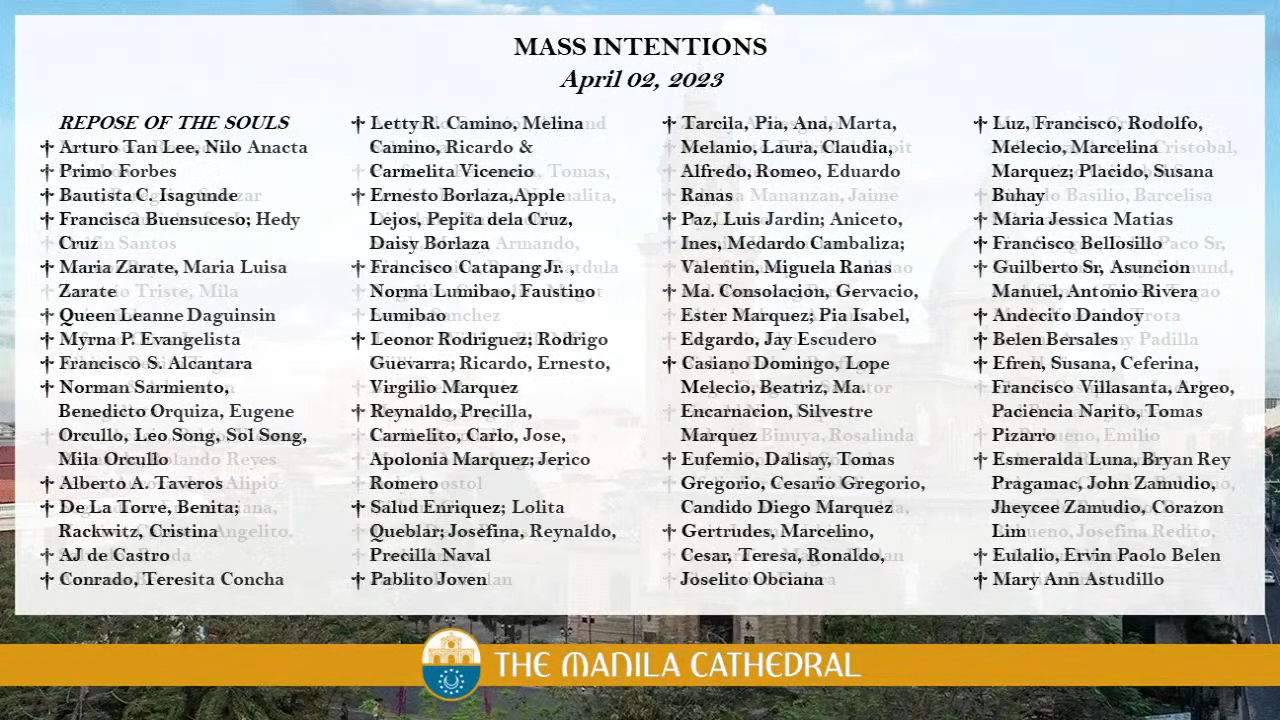 MASS INTENTIONS
April 02, 2023
REPOSE OF THE SOULS
✝ Arturo Tan Lee, Nilo Anacta
✝ Primo Forbes
✝ Bautista C. Isagunde
✝ Francisca Buensuceso; Hedy
Cruz
✝ Maria Zarate, Maria Luisa
Zarate
✝ Queen Leanne Daguinsin
✝ Myrna P. Evangelista
✝ Francisco S. Alcantara
✝ Norman Sarmiento,
Benedicto Orquiza, Eugene
Orcullo, Leo Song, Sol Song,
Mila Orcullo
✝ Alberto A. Taveros
✝ De La Torre, Benita;
Rackwitz, Cristina
✝ AJ de Castro
✝ Conrado, Teresita Concha
✝ Letty R. Camino, Melina
Camino, Ricardo &
Carmelita Vicencio
✝ Ernesto Borlaza,Apple
Lejos, Pepita dela Cruz,
Daisy Borlaza
✝ Francisco Catapang Jr. ,
Norma Lumibao, Faustino
Lumibao
✝ Leonor Rodriguez; Rodrigo
Guevarra; Ricardo, Ernesto,
Virgilio Marquez
✝ Reynaldo, Precilla,
Carmelito, Carlo, Jose,
Apolonia Marquez; Jerico
Romero
✝ Salud Enriquez; Lolita
Queblar; Josefina, Reynaldo,
Precilla Naval
✝ Pablito Joven
✝ Tarcila, Pia, Ana, Marta,
Melanio, Laura, Claudia,
Alfredo, Romeo, Eduardo
Ranas
✝ Paz, Luis Jardin; Aniceto,
Ines, Medardo Cambaliza;
Valentin, Miguela Ranas
✝ Ma. Consolacion, Gervacio,
Ester Marquez; Pia Isabel,
Edgardo, Jay Escudero
✝ Casiano Domingo, Lope
Melecio, Beatriz, Ma.
Encarnacion, Silvestre
Marquez
✝ Eufemio, Dalisay, Tomas
Gregorio, Cesario Gregorio,
Candido Diego Marquez
✝ Gertrudes, Marcelino,
Cesar, Teresa, Ronaldo,
Joselito Obciana
✝ Luz, Francisco, Rodolfo,
Melecio, Marcelina
Marquez; Placido, Susana
Buhay
✝ Maria Jessica Matias
✝ Francisco Bellosillo
✝ Guilberto Sr, Asuncion
Manuel, Antonio Rivera
✝ Andecito Dandoy
✝ Belen Bersales
✝ Efren, Susana, Ceferina,
Francisco Villasanta, Argeo,
Paciencia Narito, Tomas
Pizarro
✝ Esmeralda Luna, Bryan Rey
Pragamac, John Zamudio,
Jheycee Zamudio, Corazon
Lim
✝ Eulalio, Ervin Paolo Belen
✝ Mary Ann Astudillo
THE MANILA CATHEDRAL